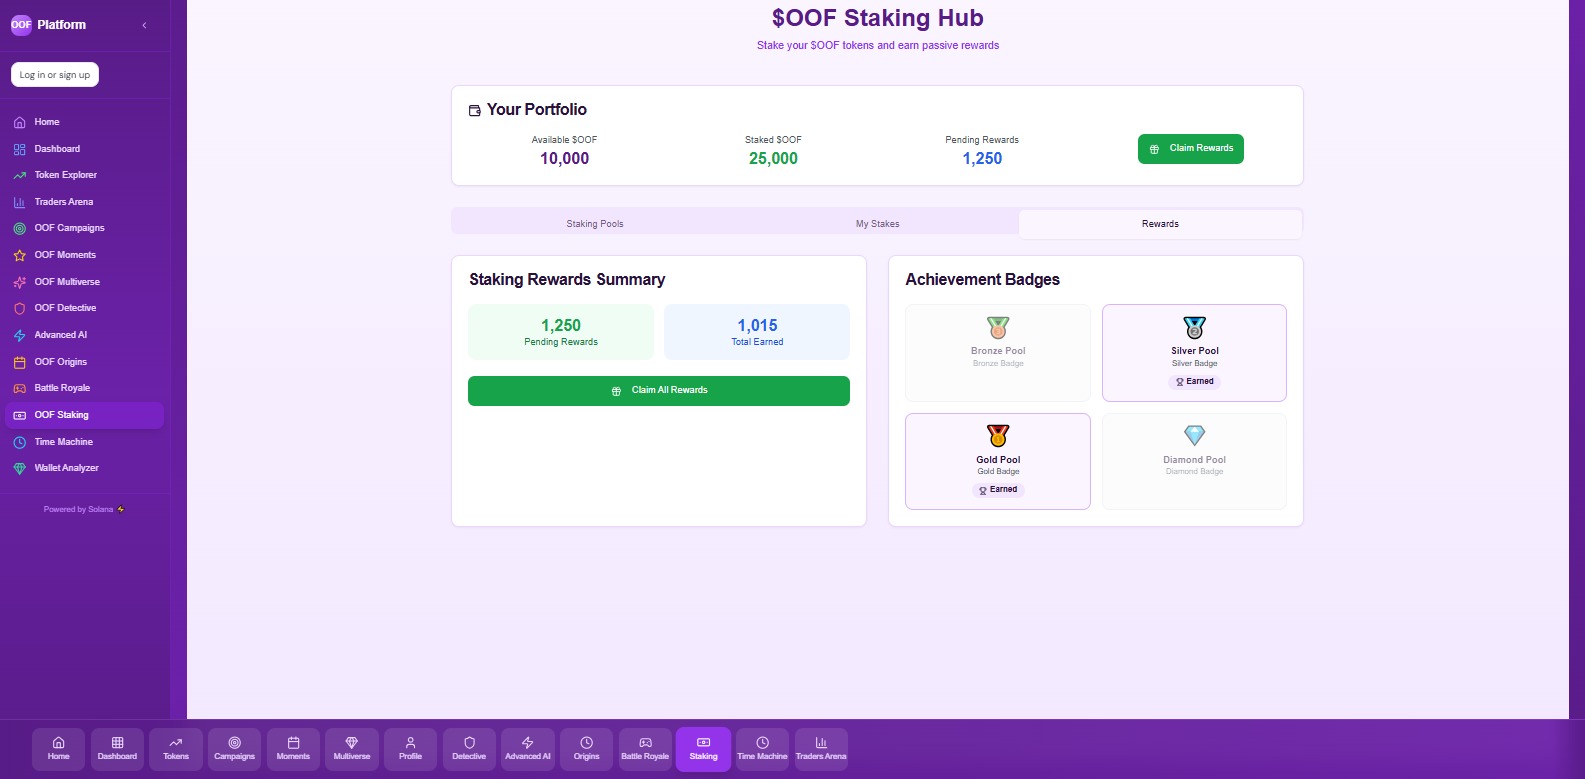 OOF Platform
Log in or sign up
Home
Dashboard
Token Explorer
Traders Arena
OOF Campaigns
OOF Moments
OOF Multiverse
OOF Detective
Advanced AI
OOF Origins
Battle Royale
OOF Staking
Time Machine
Wallet Analyzer
Powered by Solana
$OOF Staking Hub
Stake your $OOF tokens and earn passive rewards
Your Portfolio
Available $OOF
10,000
Staked $OOF
25,000
Pending Rewards
1,250
Claim Rewards
Staking Pools
My Stakes
Rewards
Staking Rewards Summary
1,250
Pending Rewards
1,015
Total Earned
Claim All Rewards
Achievement Badges
3
Bronze Pool
Bronze Badge
2
Silver Pool
Silver Badge
Earned
1
Gold Pool
Gold Badge
Earned
Diamond Pool
Diamond Badge
Home
Dashboard
Tokens
Campaigns
Moments
Multiverse
Profile
Detective
Advanced AI
Origins
Battle Royale
Staking
Time Machine
Traders Arena